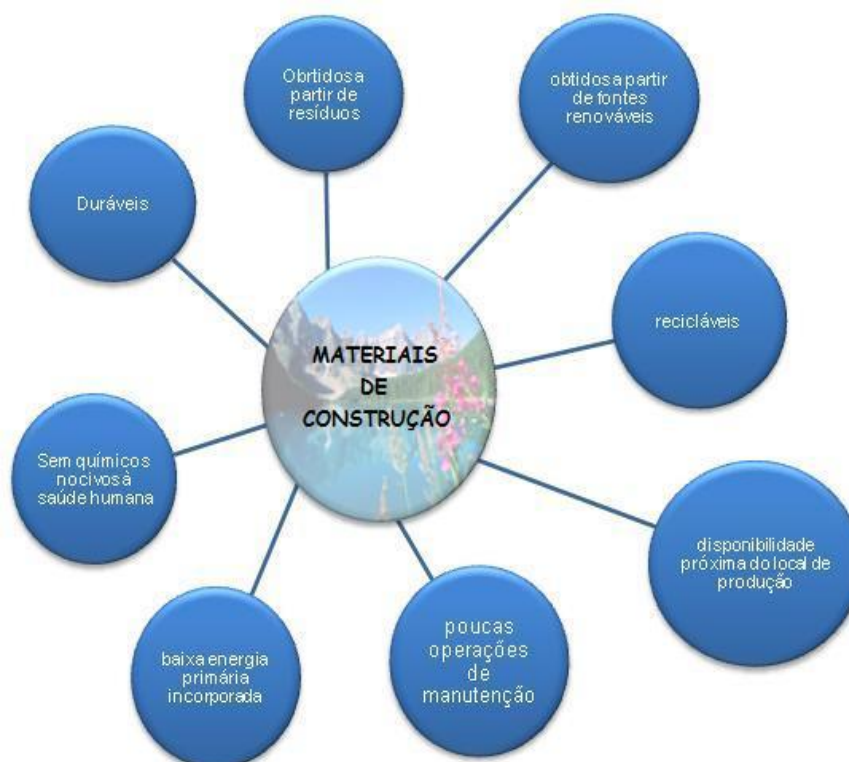 MATERIAIS
DE
CONSTRUÇÃO
Obrtidos a
partir de
resíduos
obtidos a partir
de fontes
renováveis
recicláveis
disponibilidade
próxima do local de
produção
poucas
operações
de
manutenção
baixa energia
primária
incorporada
Sem químicos
nocivos à
saúde humana
Duráveis